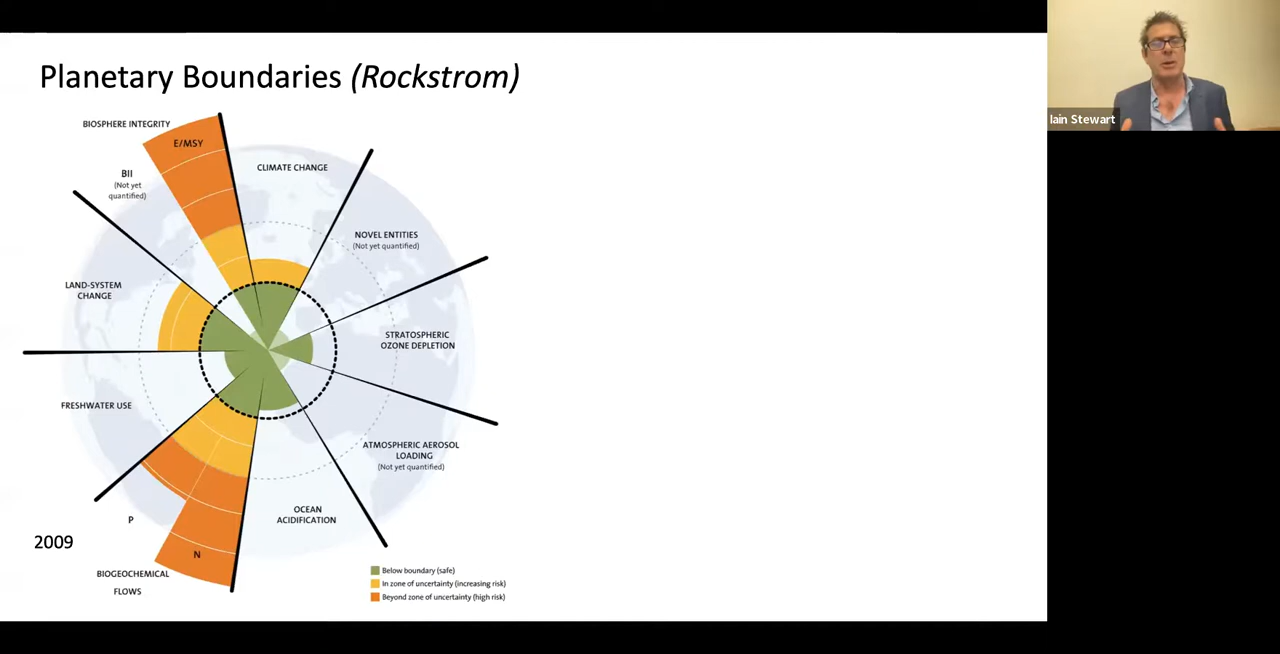 Planetary Boundaries (Rockstrom)
Iain Stewart
BIOSPHERE INTEGRITY
E/MSY
BII
(Not yet
quantified)
CLIMATE CHANGE
NOVEL ENTITIES
(Not yet quantified)
LAND-SYSTEM
CHANGE
STRATOSPHERIC
OZONE DEPLETION
FRESHWATER USE
ATMOSPHERIC AEROSOL
LOADING
(Not yet quantified)
OCEAN
ACIDIFICATION
P
N
2009
BIOGEOCHEMICAL
FLOWS
Below boundary (safe)
In zone of uncertainty (increasing risk)
Beyond zone of uncertainty (high risk)